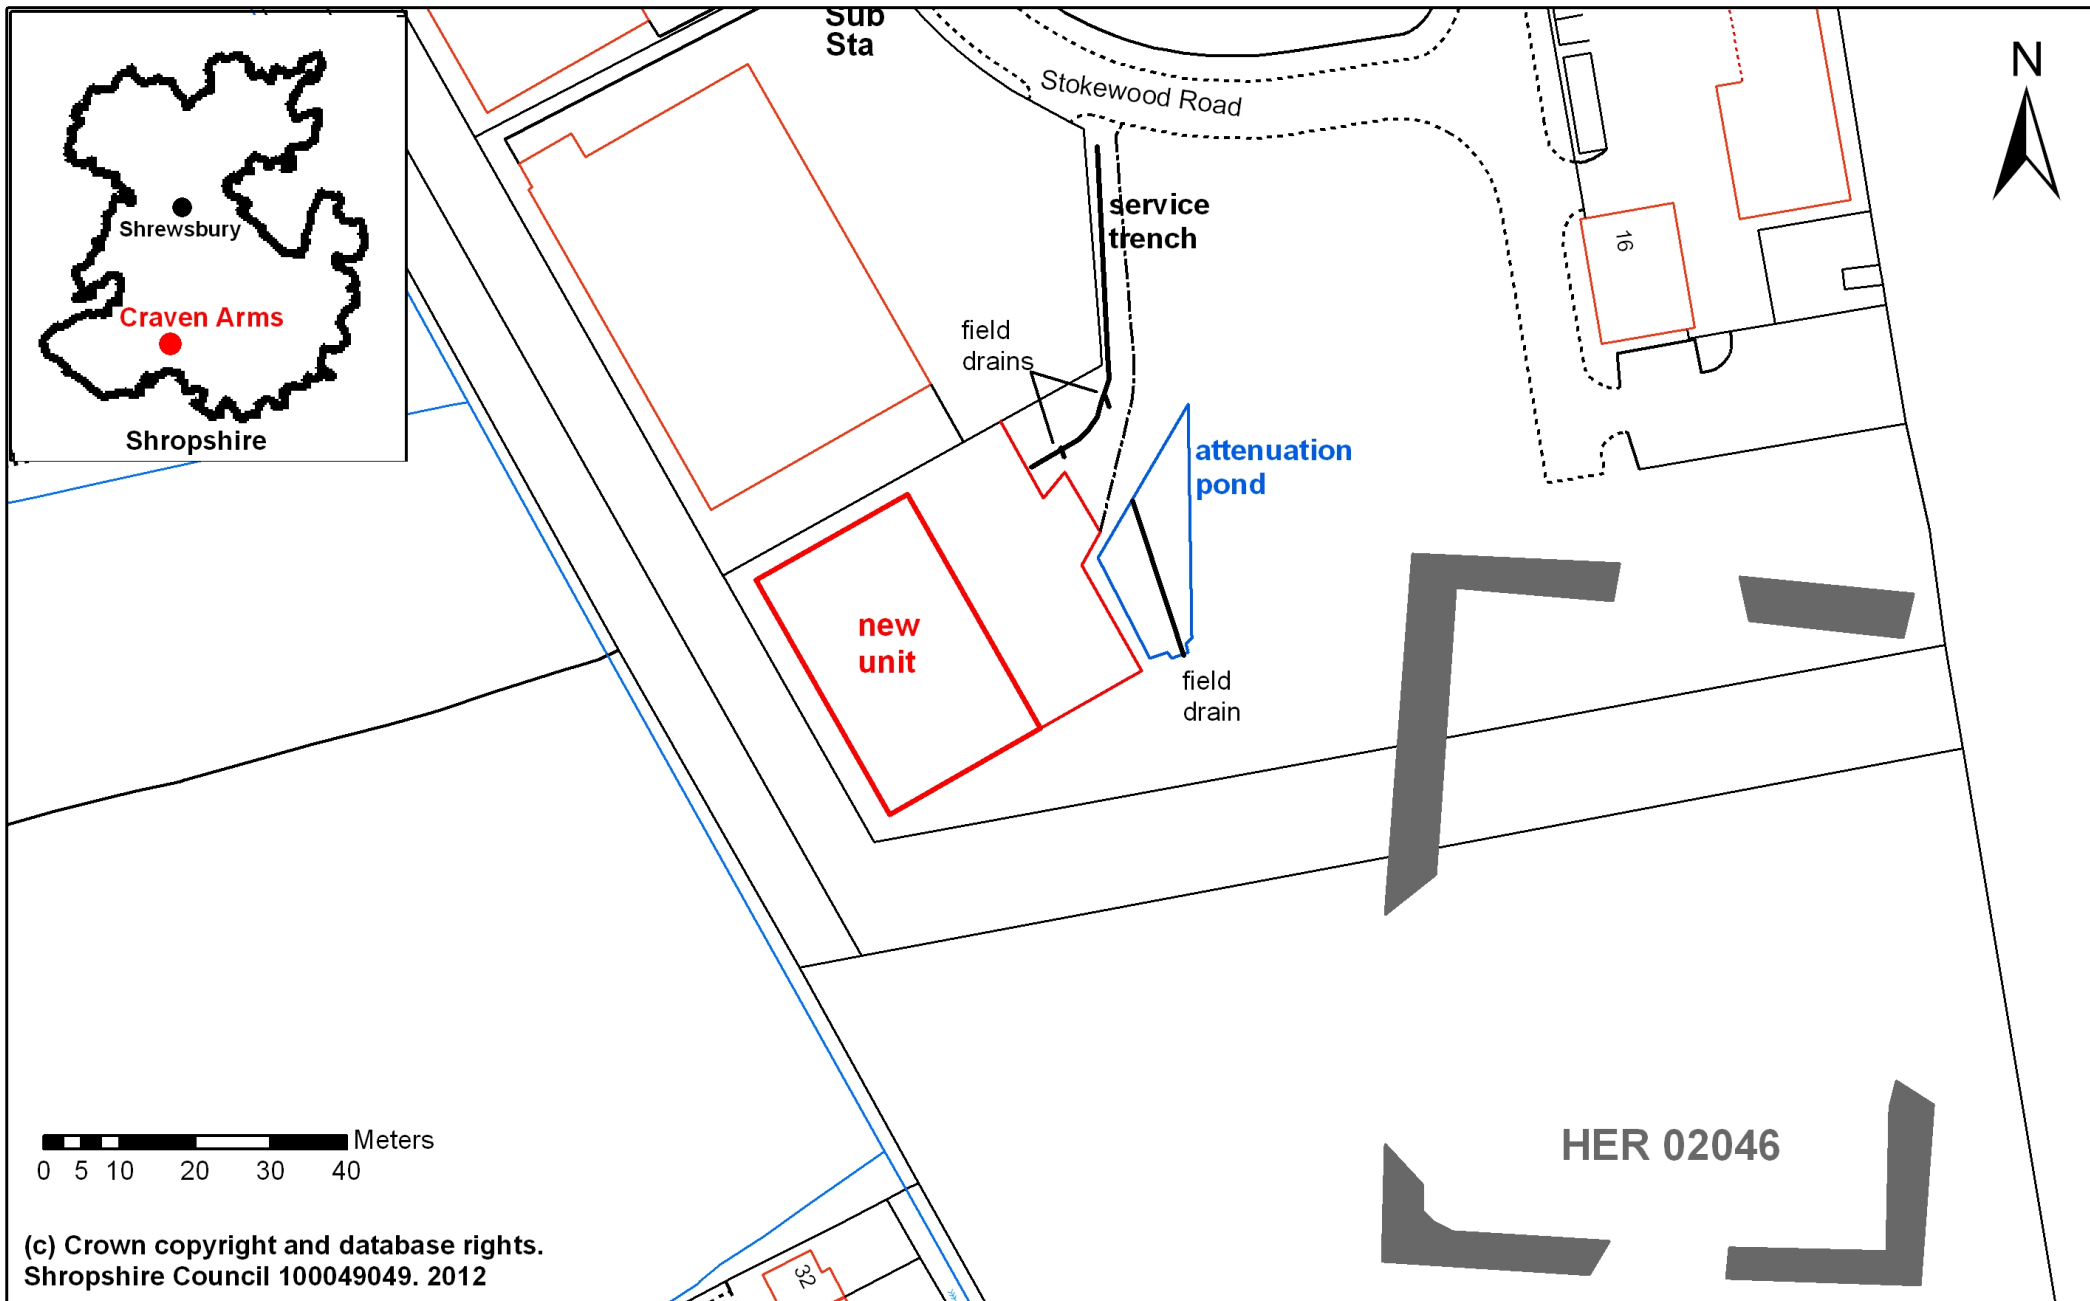 Sub
Sta
Stokewood Road
N
Shrewsbury
Craven Arms
Shropshire
service
trench
16
field
drains
attenuation
pond
new
unit
field
drain
HER 02046
Meters
0 5 10 20 30 40
(c) Crown copyright and database rights.
Shropshire Council 100049049. 2012
32